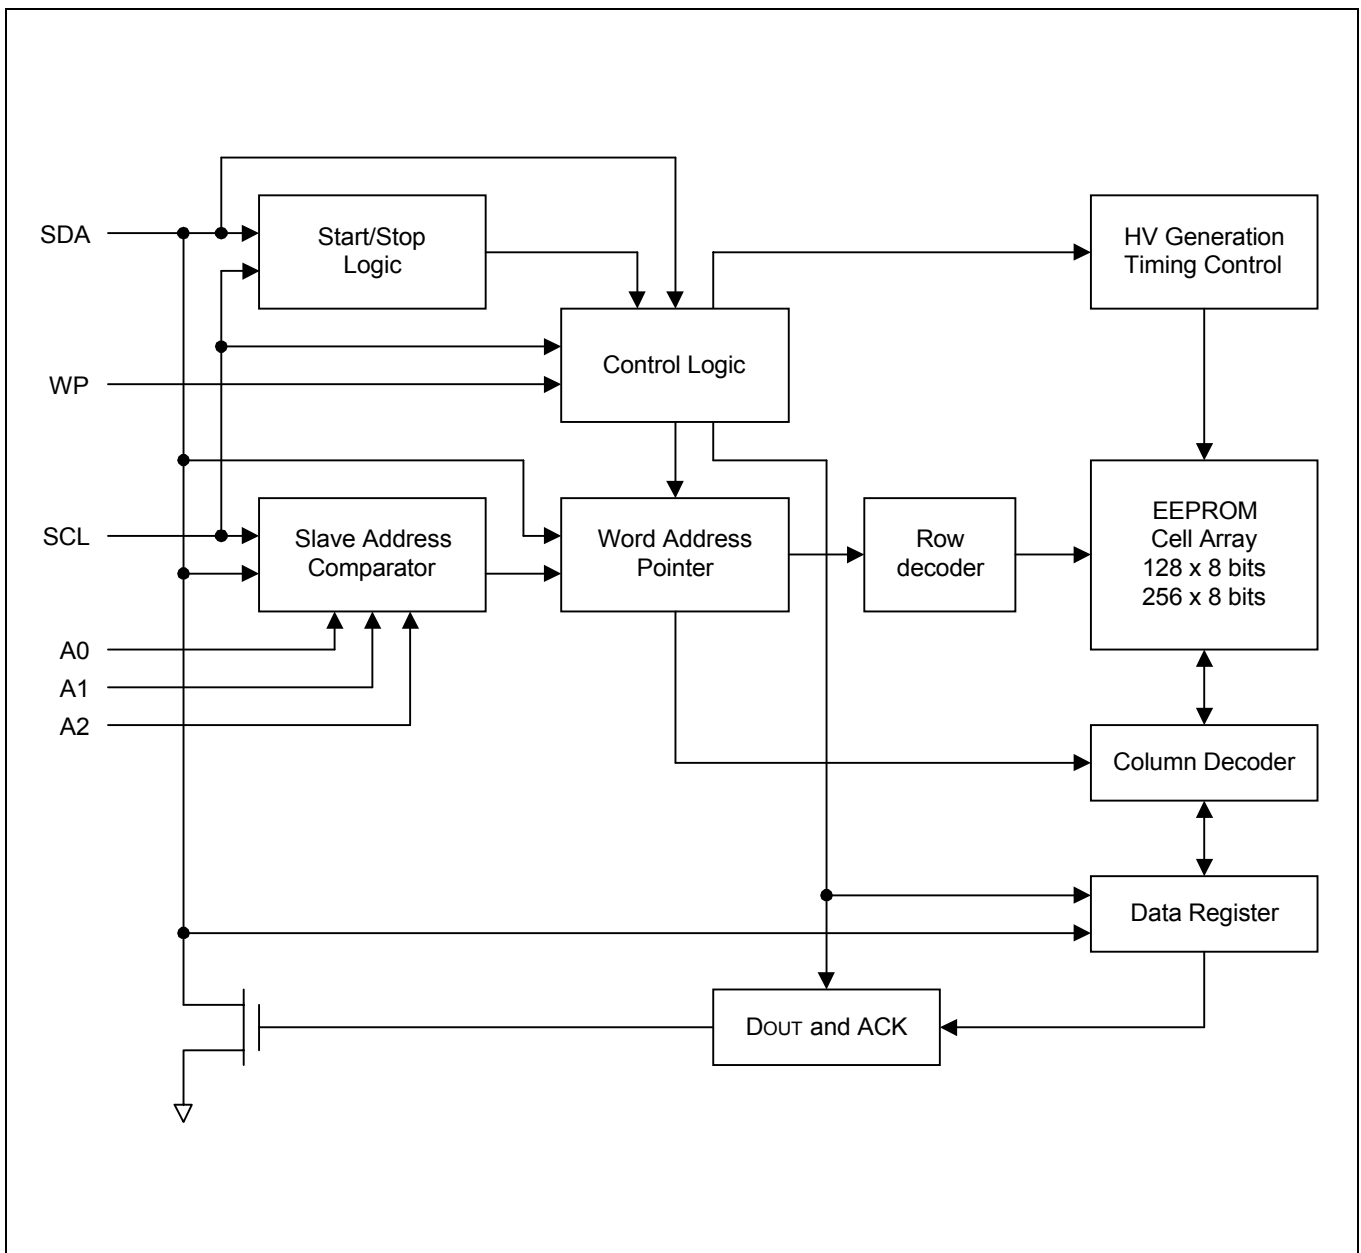 SDA
Start/Stop
Logic
HV Generation
Timing Control
Control Logic
WP
SCL
Slave Address
Comparator
Word Address
Pointer
Row
decoder
EEPROM
Cell Array
128 x 8 bits
256 x 8 bits
A0
A1
A2
Column Decoder
Data Register
DOUT and ACK